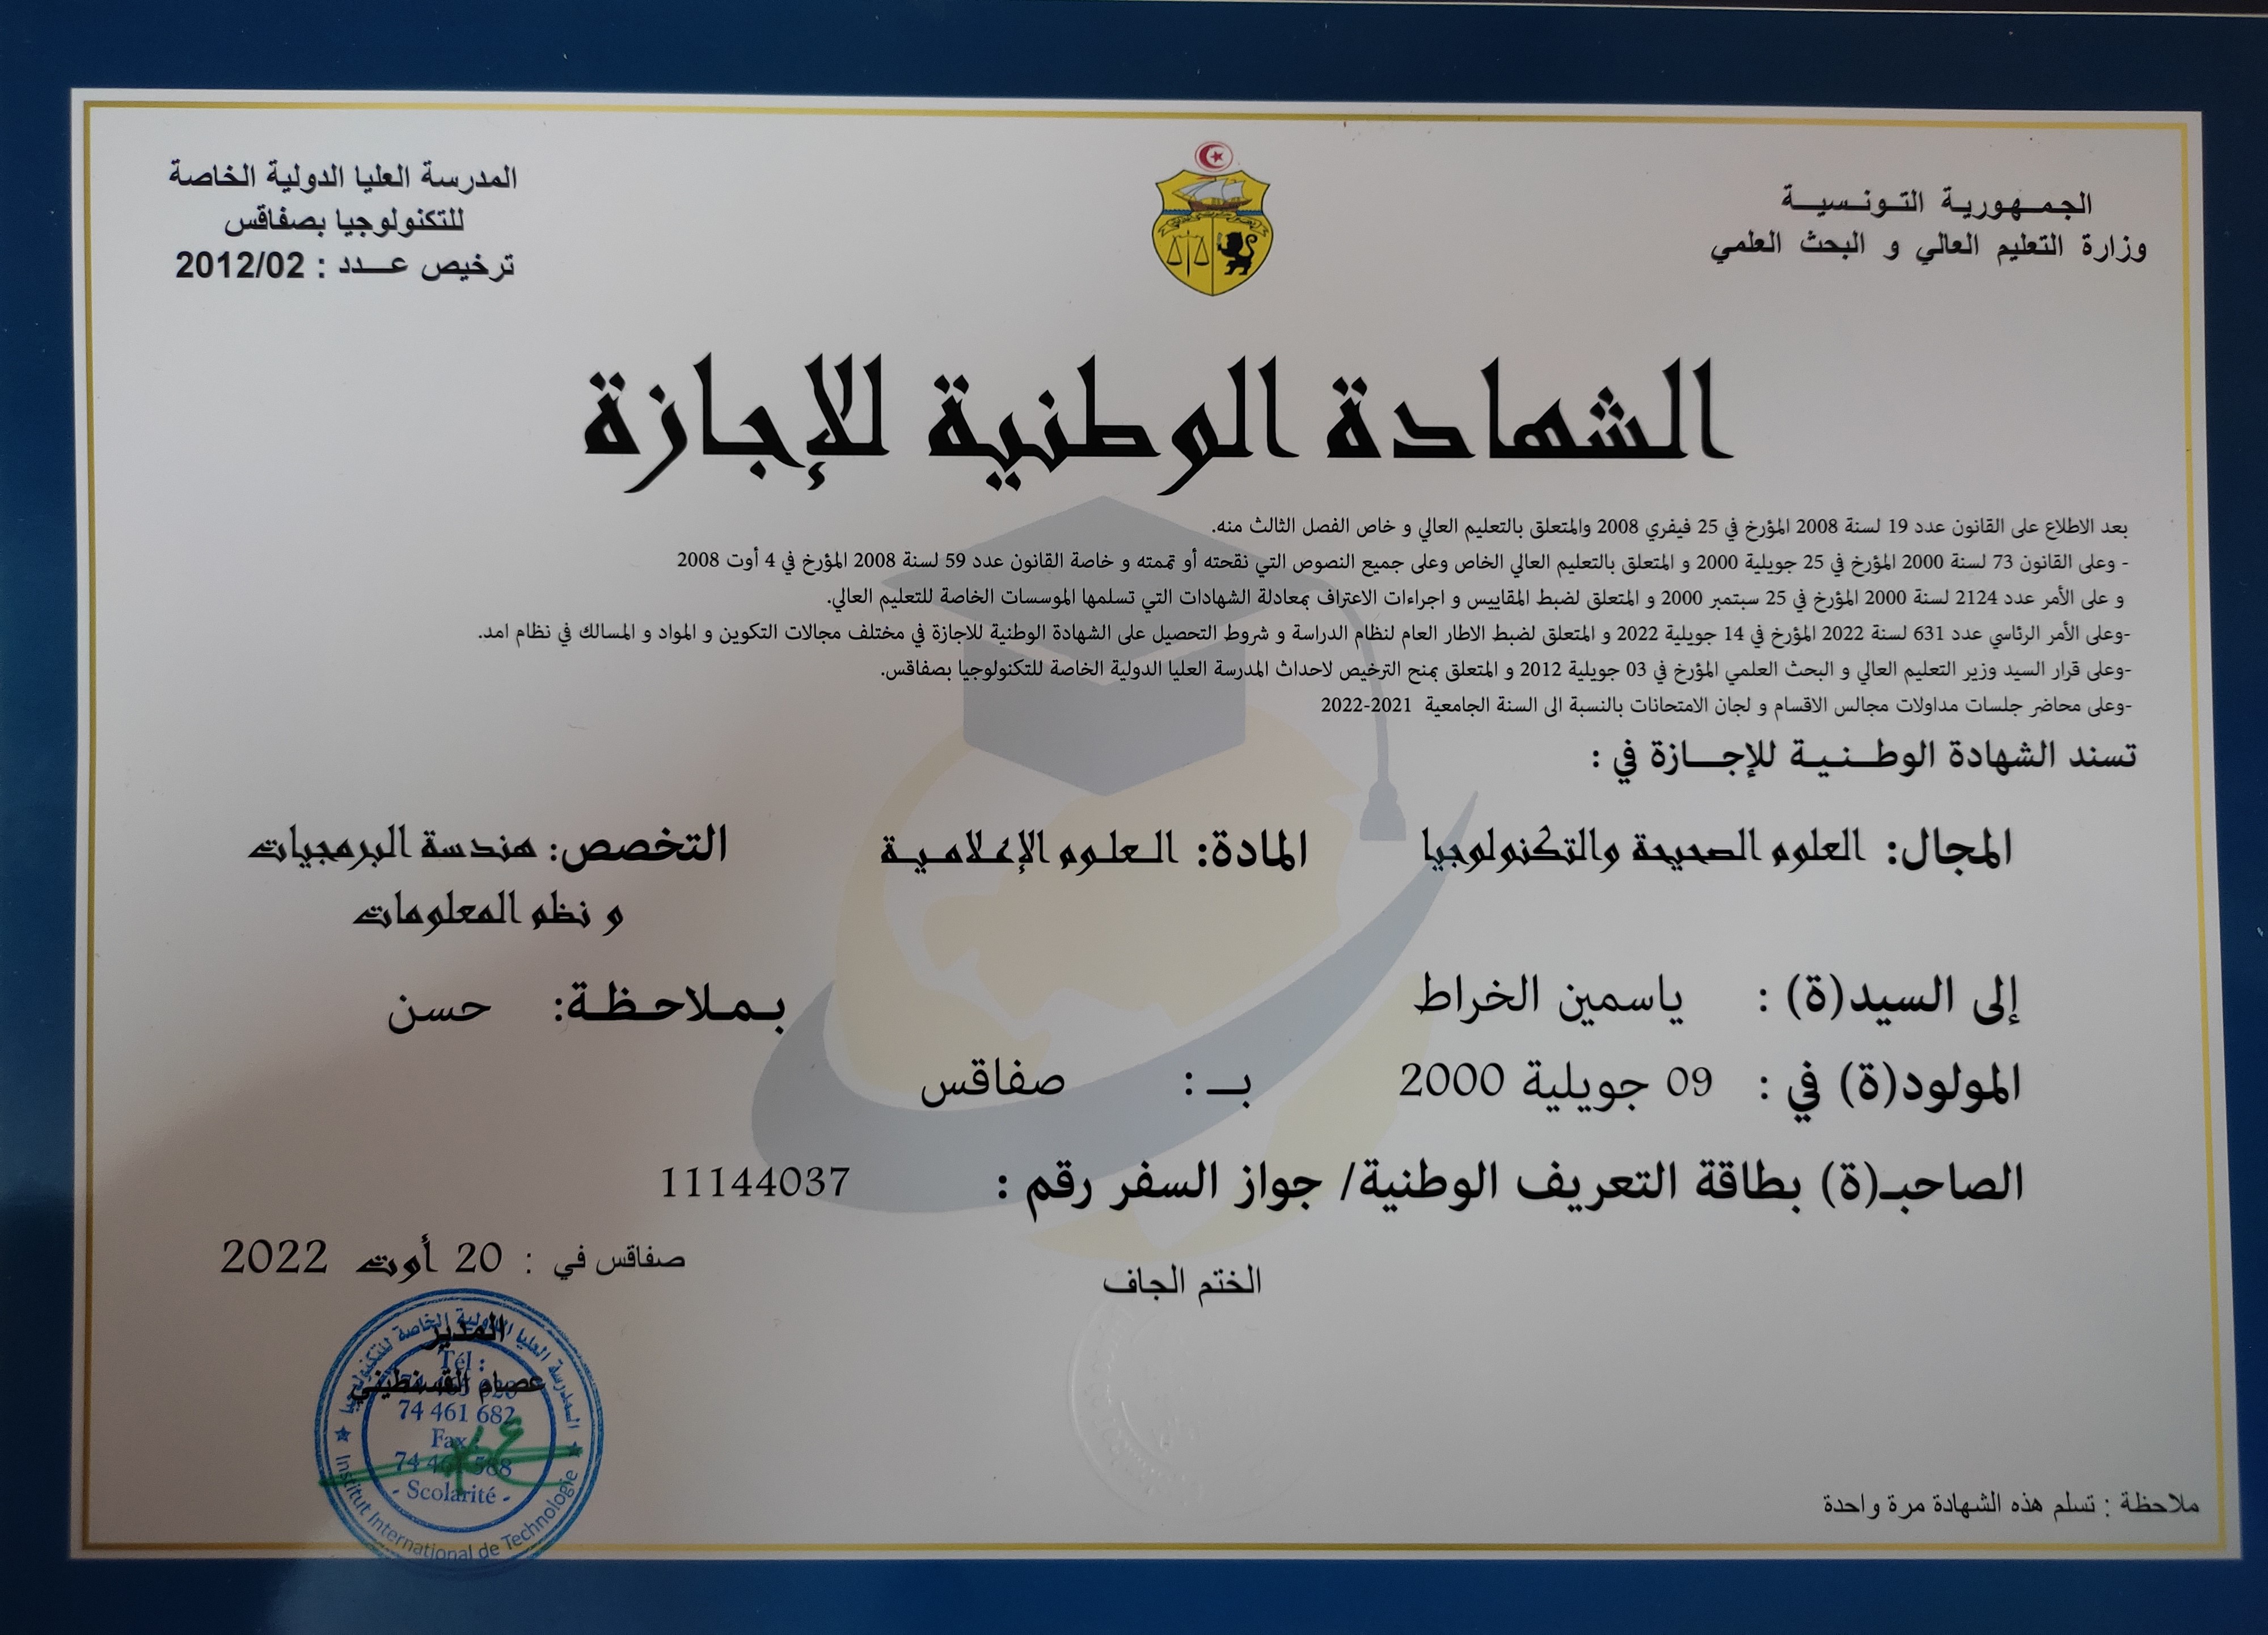 الجمهورية التونسية
وزارة التعليم العالي و البحث العلمي
المدرسة العليا الدولية الخاصة
للتكنولوجيا بصفاقس
ترخيص عدد : 2012/02
الشهادة الوطنية للإجازة
بعد الاطلاع على القانون عدد 19 لسنة 2008 المؤرخ في 25 فيفري 2008 والمتعلق بالتعليم العالي و خاص الفصل الثالث منه.
- وعلى القانون 73 لسنة 2000 المؤرخ في 25 جويلية 2000 و المتعلق بالتعليم العالي الخاص وعلى جميع النصوص التي نقحته أو تممته و خاصة القانون عدد 59 لسنة 2008 المؤرخ في 4 أوت 2008
و على الأمر عدد 2124 لسنة 2000 المؤرخ في 25 سبتمبر 2000 و المتعلق لضبط المقاييس و اجراءات الاعتراف بمعادلة الشهادات التي تسلمها الموسسات الخاصة للتعليم العالي.
-وعلى الأمر الرئاسي عدد 631 لسنة 2022 المؤرخ في 14 جويلية 2022 و المتعلق لضبط الاطار العام لنظام الدراسة و شروط التحصيل على الشهادة الوطنية للاجازة في مختلف مجالات التكوين و المواد و المسالك في نظام امد.
-وعلى قرار السيد وزير التعليم العالي و البحث العلمي المؤرخ في 03 جويلية 2012 و المتعلق بمنح الترخيص لاحداث المدرسة العليا الدولية الخاصة للتكنولوجيا بصفاقس.
-وعلى محاضر جلسات مداولات مجالس الاقسام و لجان الامتحانات بالنسبة الى السنة الجامعية 2021-2022
تسند الشهادة الوطنية للإجازة في :
المجال: العلوم الصحيحة والتكنولوجيا المادة: العلوم الإعلامية التخصص: هندسة البرمجيات
و نظم المعلومات
إلى السيد(ة) : ياسمين الخراط بملاحظة: حسن
المولود(ة) في : 09 جويلية 2000 بـ : صفاقس
الصاحبـ(ة) بطاقة التعريف الوطنية/ جواز السفر رقم : 11144037
صفاقس في : 20 أوت 2022
الختم الجاف
المدير
عصام القسنطيني
المدرسة العليا الدولية الخاصة للتكنولوجيا
Tél :
74 461 682
Fax
- Scolarité -
Institut International de Technologie
ملاحظة : تسلم هذه الشهادة مرة واحدة